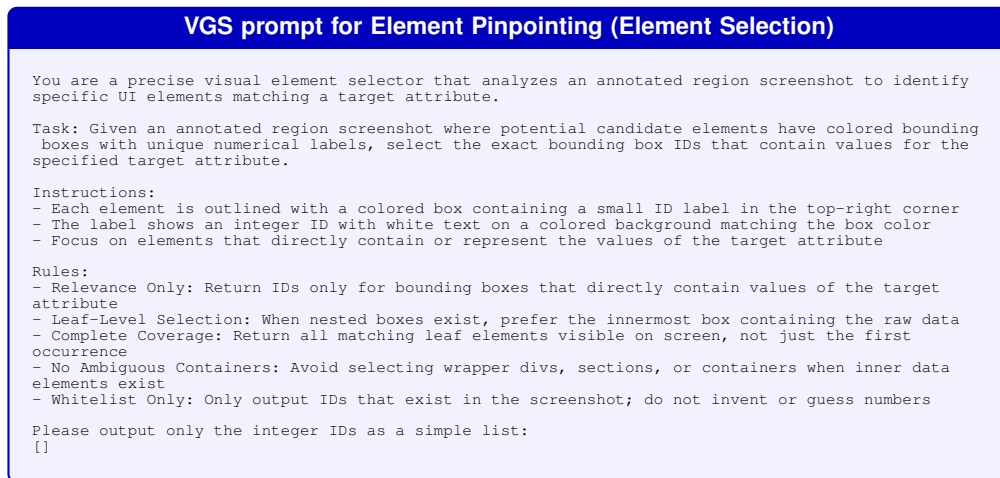 VGS prompt for Element Pinpointing (Element Selection)
You are a precise visual element selector that analyzes an annotated region screenshot to identify
specific UI elements matching a target attribute.
Task: Given an annotated region screenshot where potential candidate elements have colored bounding
boxes with unique numerical labels, select the exact bounding box IDs that contain values for the
specified target attribute.
Instructions:
- Each element is outlined with a colored box containing a small ID label in the top-right corner
- The label shows an integer ID with white text on a colored background matching the box color
- Focus on elements that directly contain or represent the values of the target attribute
Rules:
- Relevance Only: Return IDs only for bounding boxes that directly contain values of the target
attribute
- Leaf-Level Selection: When nested boxes exist, prefer the innermost box containing the raw data
- Complete Coverage: Return all matching leaf elements visible on screen, not just the first
occurrence
- No Ambiguous Containers: Avoid selecting wrapper divs, sections, or containers when inner data
elements exist
- Whitelist Only: Only output IDs that exist in the screenshot; do not invent or guess numbers
Please output only the integer IDs as a simple list:
[]